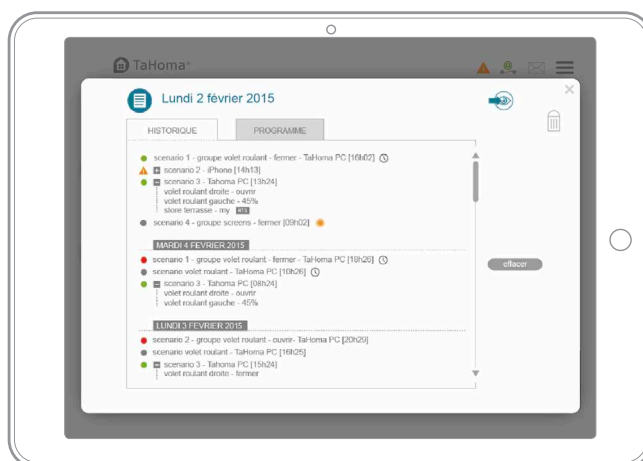 TaHoma
Lundi 2 février 2015
HISTORIQUE
PROGRAMME
scenario 1 - groupe volet roulant - fermer - TaHoma PC [16h02]
scenario 2 - iPhone [14h13]
scenario 3 - Tahoma PC [13h24]
volet roulant droite - ouvrir
volet roulant gauche - 45%
store terrasse - my
scenario 4 - groupe screens - fermer [09h02]
MARDI 4 FEVRIER 2015
scenario 1 - groupe volet roulant - fermer - TaHoma PC [18h26]
scenario volet roulant - TaHoma PC [10h26]
scenario 3 - Tahoma PC [08h24]
volet roulant droite - ouvrir
volet roulant gauche - 45%
effacer
LUNDI 3 FEVRIER 2015
scenario 2 - groupe volet roulant - ouvrir- TaHoma PC [20h29]
scenario volet roulant - TaHoma PC [16h25]
scenario 3 - Tahoma PC [15h24]
volet roulant droite - fermer